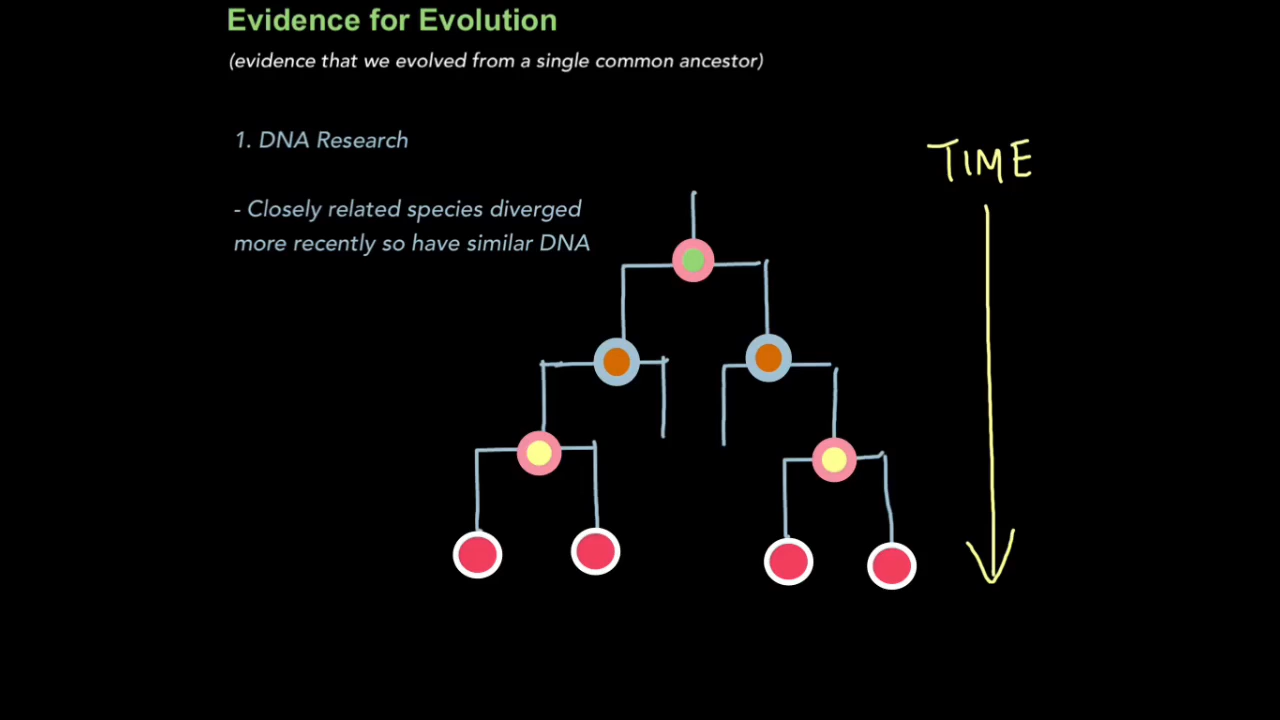 Evidence for Evolution
(evidence that we evolved from a single common ancestor)
1. DNA Research
TIME
- Closely related species diverged
more recently so have similar DNA